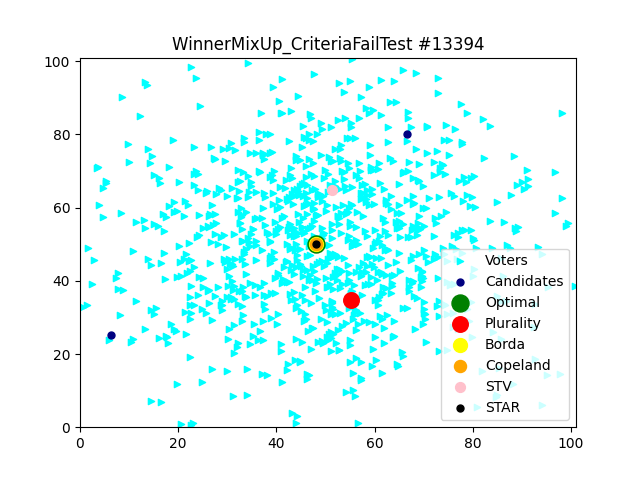 WinnerMixUp_CriteriaFailTest #13394
100
80
60
40
20
0
0 20 40 60 80 100
Voters
Candidates
Optimal
Plurality
Borda
Copeland
STV
STAR